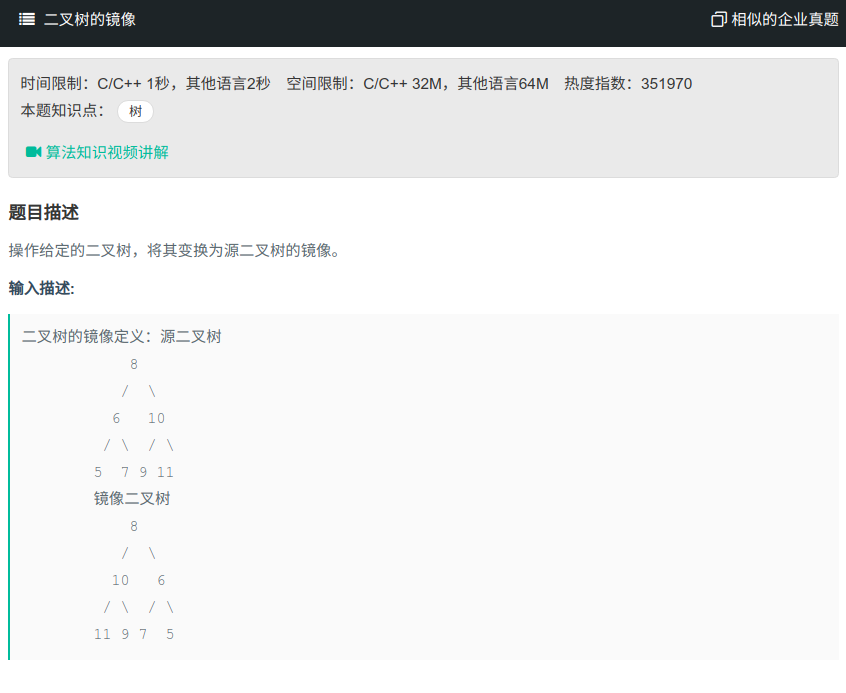 二叉树的镜像 相似的企业真题
时间限制：C/C++ 1秒，其他语言2秒 空间限制：C/C++ 32M，其他语言64M 热度指数：351970
本题知识点： 树
算法知识视频讲解
题目描述
操作给定的二叉树，将其变换为源二叉树的镜像。
输入描述:
二叉树的镜像定义：源二叉树
8
/ \
6 10
/ \ / \
5 7 9 11
镜像二叉树
8
/ \
10 6
/ \ / \
11 9 7 5